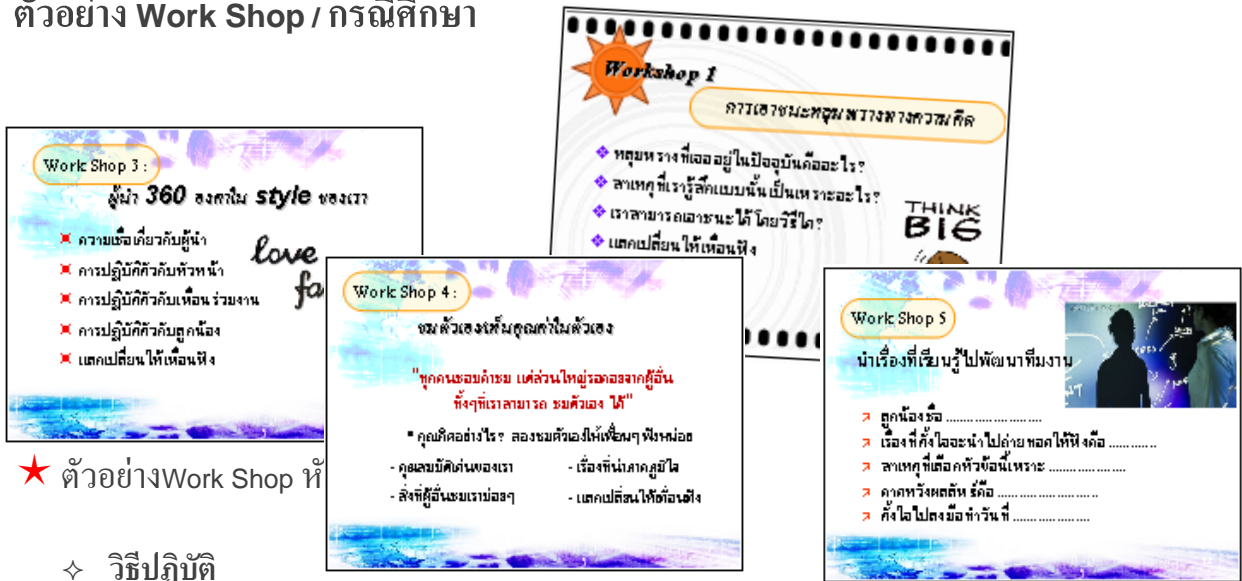 ตัวอย่าง Work Shop / กรณีศึกษา
Workshop 1
การเอาชนะหลุมพรางทางความคิด
หลุมพรางที่เจออยู่ในปัจจุบันคืออะไร?
สาเหตุที่เรารู้สึกแบบนั้นเป็นเพราะอะไร?
เราสามารถเอาชนะได้โดยวิธีใด?
แลกเปลี่ยนให้เพื่อนฟัง
THINK
BIG
Work Shop 3 :
ผู้นำ 360 องศาใน style ของเรา
ความเชื่อเกี่ยวกับผู้นำ
การปฏิบัติตัวกับหัวหน้า
การปฏิบัติตัวกับเพื่อนร่วมงาน
การปฏิบัติตัวกับลูกน้อง
แลกเปลี่ยนให้เพื่อนฟัง
love
fa
Work Shop 4 :
ชมตัวเองเห็นคุณค่าในตัวเอง
"ทุกคนชอบคำชม แต่ส่วนใหญ่รอคอยจากผู้อื่น
ทั้งๆที่เราสามารถ ชมตัวเอง ได้"
คุณคิดอย่างไร? ลองชมตัวเองให้เพื่อนๆ ฟังหน่อย
- คุณสมบัติเด่นของเรา - เรื่องที่น่าภาคภูมิใจ
- สิ่งที่ผู้อื่นชมเราบ่อยๆ - แลกเปลี่ยนให้เพื่อนฟัง
Work Shop 5
นำเรื่องที่เรียนรู้ไปพัฒนาทีมงาน
ลูกน้องชื่อ ........................
เรื่องที่ตั้งใจจะนำไปถ่ายทอดให้ฟังคือ ............
สาเหตุที่เลือกหัวข้อนี้เพราะ ...................
คาดหวังผลลัพธ์คือ .........................
ตั้งใจไปลงมือทำวันที่ ...................
ตัวอย่างWork Shop หั
วิธีปฏิบัติ